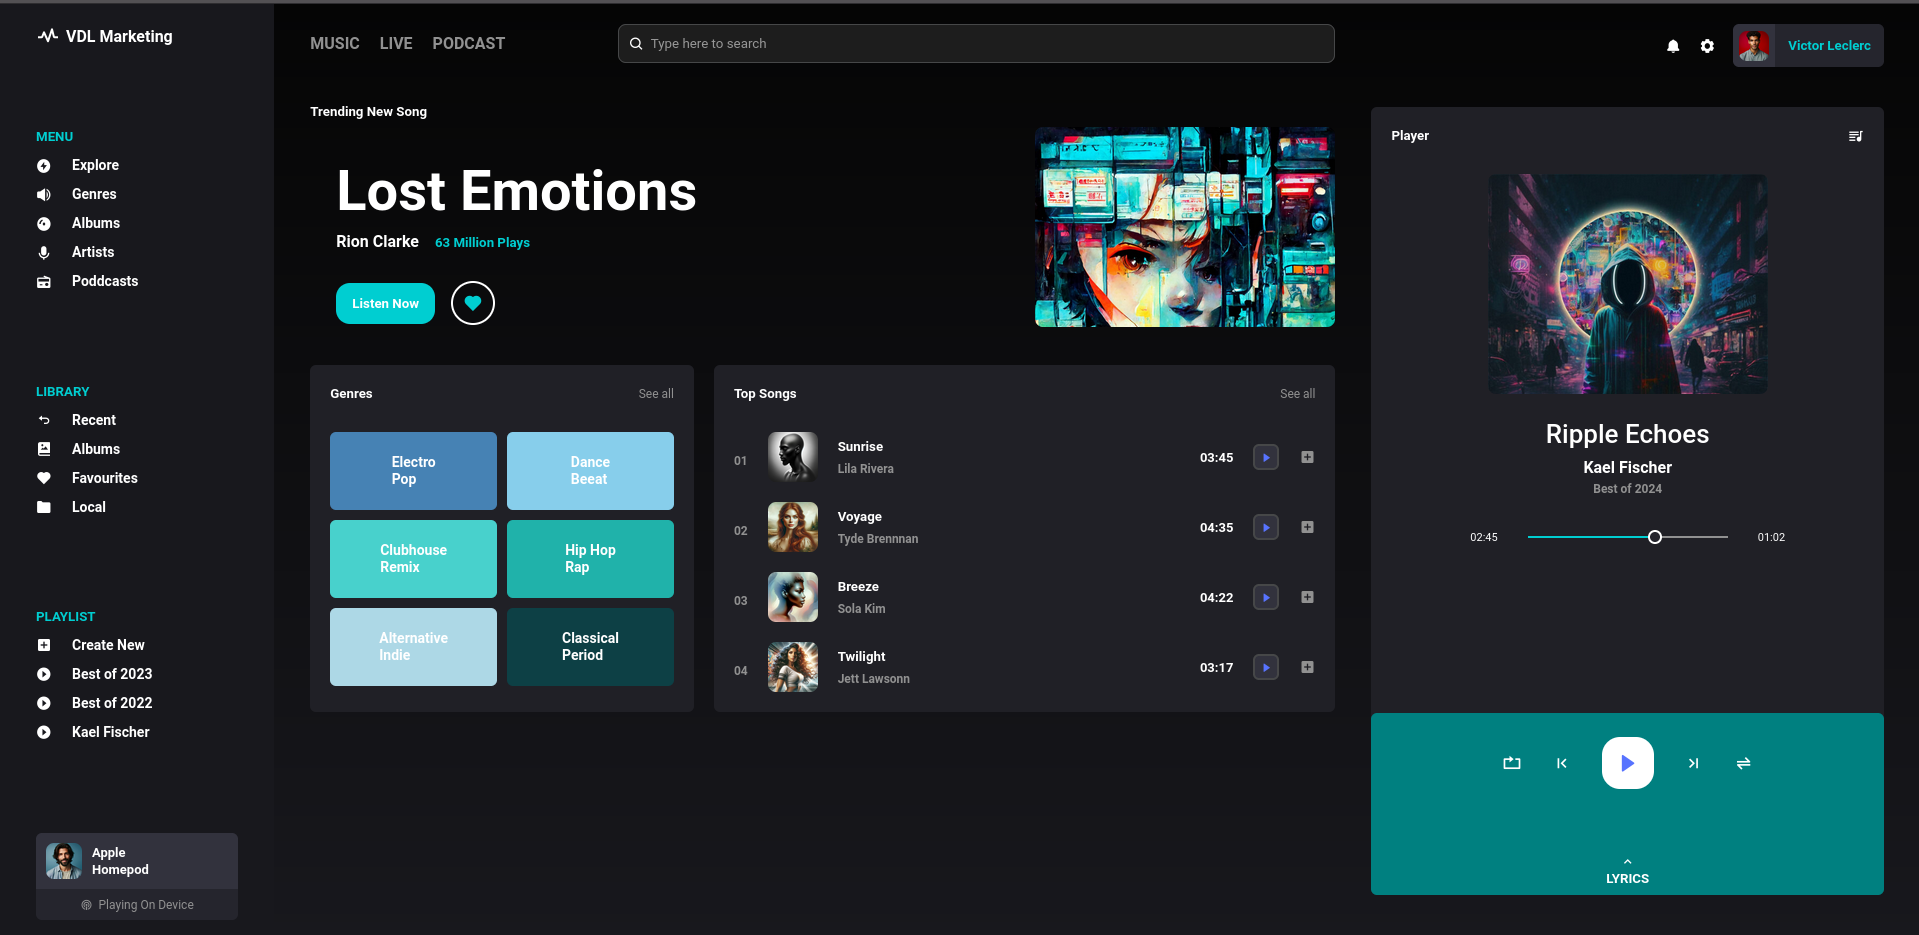 VDL Marketing
MENU
Explore
Genres
Albums
Artists
Poddcasts
LIBRARY
Recent
Albums
Favourites
Local
PLAYLIST
Create New
Best of 2023
Best of 2022
Kael Fischer
Apple
Homepod
Playing On Device
MUSIC LIVE PODCAST
Type here to search
Victor Leclerc
Trending New Song
Lost Emotions
Rion Clarke 63 Million Plays
Listen Now
Genres See all
Electro
Pop
Dance
Beeat
Clubhouse
Remix
Hip Hop
Rap
Alternative
Indie
Classical
Period
Top Songs See all
01 Sunrise 03:45
Lila Rivera
02 Voyage 04:35
Tyde Brennnan
03 Breeze 04:22
Sola Kim
04 Twilight 03:17
Jett Lawsonn
Player
Ripple Echoes
Kael Fischer
Best of 2024
02:45 01:02
LYRICS